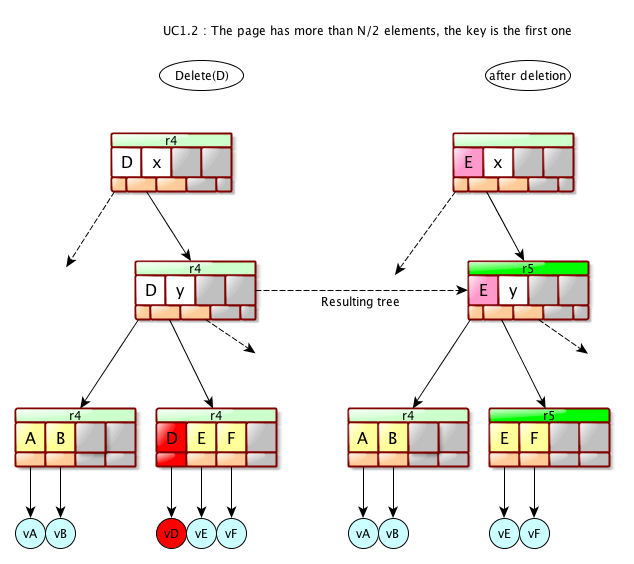 UC1.2 : The page has more than N/2 elements, the key is the first one
Delete(D) after deletion
r4
D x E x
r4 r5
D y E y
Resulting tree
r4 r4 r4 r5
A B D E F A B E F
vA vB vD vE vF vA vB vE vF